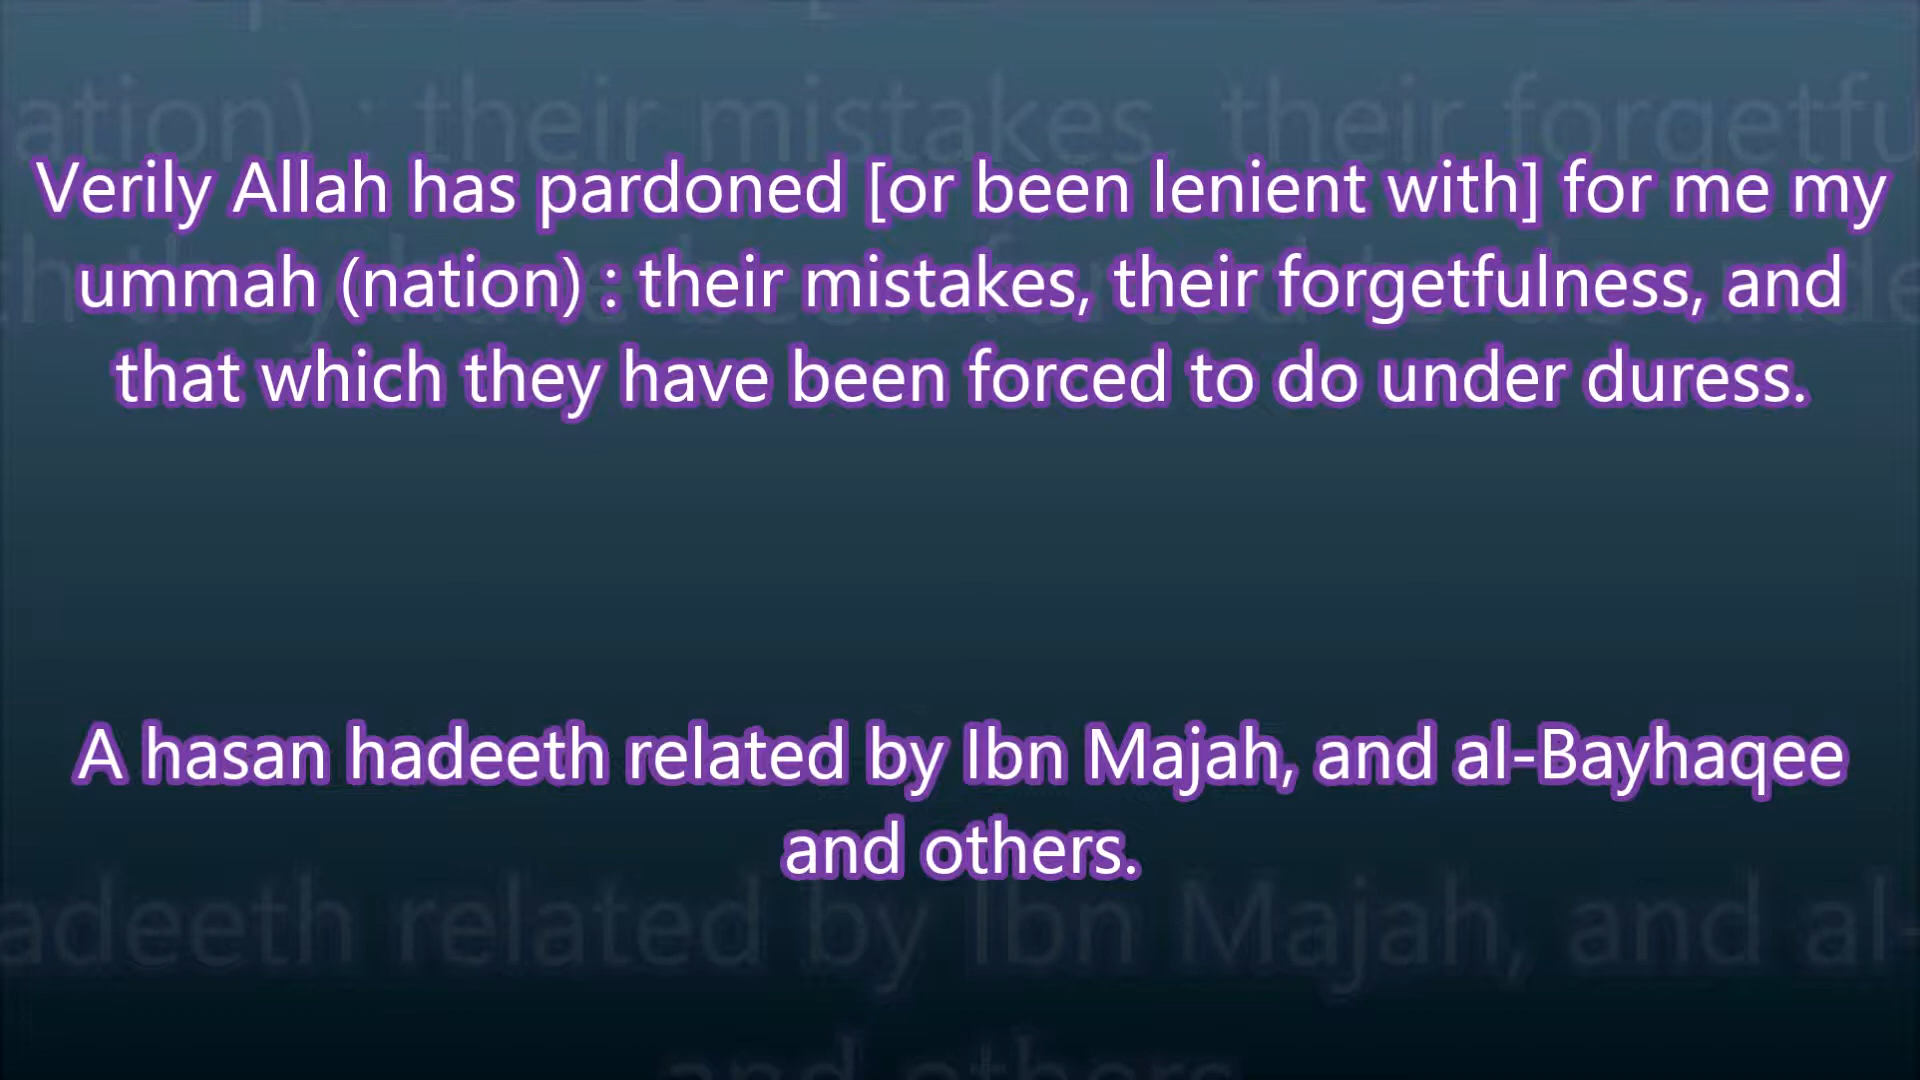 Verily Allah has pardoned [or been lenient with] for me my
ummah (nation) : their mistakes, their forgetfulness, and
that which they have been forced to do under duress.
A hasan hadeeth related by Ibn Majah, and al-Bayhaqee
and others.